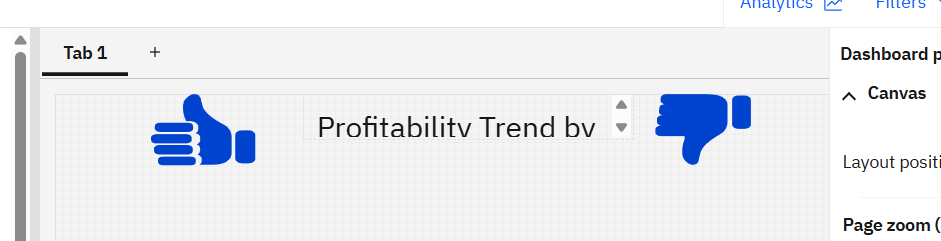 Analytics
Filters
Tab 1
+
Dashboard p
Canvas
Profitability Trend by
Layout positi
Page zoom (